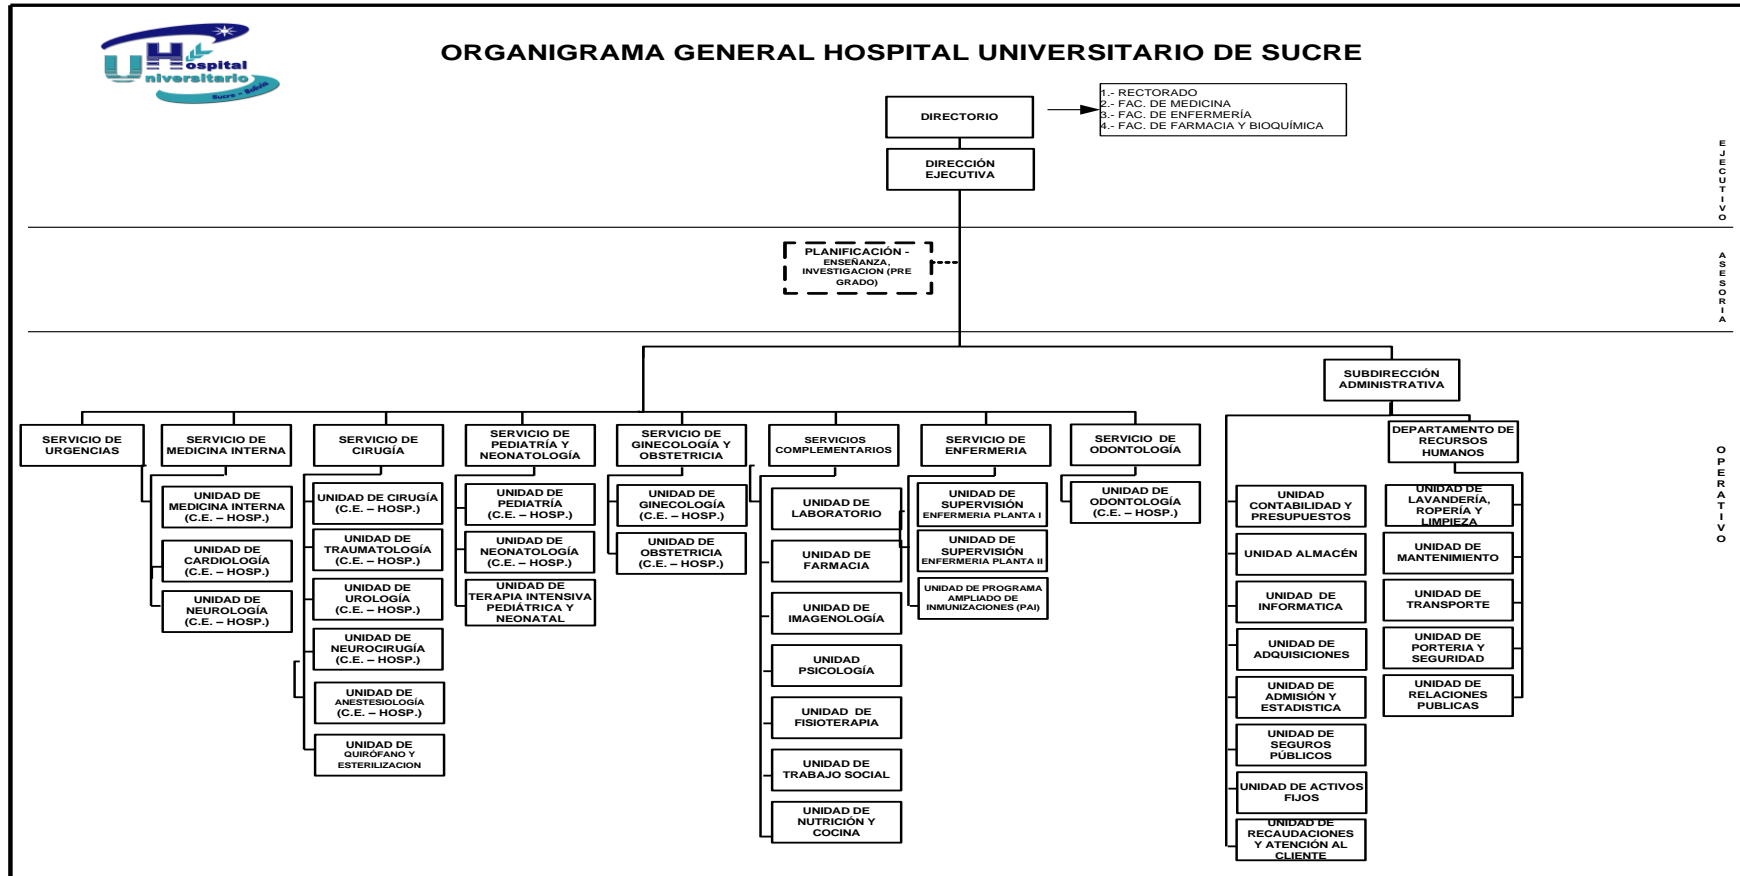 Hospital
Universitario
Sucre – Bolivia
ORGANIGRAMA GENERAL HOSPITAL UNIVERSITARIO DE SUCRE
DIRECTORIO
1.- RECTORADO
2.- FAC. DE MEDICINA
3.- FAC. DE ENFERMERÍA
4.- FAC. DE FARMACIA Y BIOQUÍMICA
DIRECCIÓN
EJECUTIVA
EJECUTIVO
PLANIFICACIÓN -
ENSEÑANZA,
INVESTIGACION (PRE
GRADO)
ASESORIA
SUBDIRECCIÓN
ADMINISTRATIVA
OPERATIVO
SERVICIO DE
URGENCIAS
SERVICIO DE
MEDICINA INTERNA
UNIDAD DE
MEDICINA INTERNA
(C.E. – HOSP.)
UNIDAD DE
CARDIOLOGÍA
(C.E. – HOSP.)
UNIDAD DE
NEUROLOGÍA
(C.E. – HOSP.)
SERVICIO DE
CIRUGÍA
UNIDAD DE CIRUGÍA
(C.E. – HOSP.)
UNIDAD DE
TRAUMATOLOGÍA
(C.E. – HOSP.)
UNIDAD DE
UROLOGÍA
(C.E. – HOSP.)
UNIDAD DE
NEUROCIRUGÍA
(C.E. – HOSP.)
UNIDAD DE
ANESTESIOLOGÍA
(C.E. – HOSP.)
UNIDAD DE
QUIRÓFANO Y
ESTERILIZACION
SERVICIO DE
PEDIATRÍA Y
NEONATOLOGÍA
UNIDAD DE
PEDIATRÍA
(C.E. – HOSP.)
UNIDAD DE
NEONATOLOGÍA
(C.E. – HOSP.)
UNIDAD DE
TERAPIA INTENSIVA
PEDIÁTRICA Y
NEONATAL
SERVICIO DE
GINECOLOGÍA Y
OBSTETRICIA
UNIDAD DE
GINECOLOGÍA
(C.E. – HOSP.)
UNIDAD DE
OBSTETRICIA
(C.E. – HOSP.)
SERVICIOS
COMPLEMENTARIOS
UNIDAD DE
LABORATORIO
UNIDAD DE
FARMACIA
UNIDAD DE
IMAGENOLOGÍA
UNIDAD
PSICOLOGÍA
UNIDAD DE
FISIOTERAPIA
UNIDAD DE
TRABAJO SOCIAL
UNIDAD DE
NUTRICIÓN Y
COCINA
SERVICIO DE
ENFERMERIA
UNIDAD DE
SUPERVISIÓN
ENFERMERIA PLANTA I
UNIDAD DE
SUPERVISIÓN
ENFERMERIA PLANTA II
UNIDAD DE PROGRAMA
AMPLIADO DE
INMUNIZACIONES (PAI)
SERVICIO DE
ODONTOLOGÍA
UNIDAD DE
ODONTOLOGÍA
(C.E. – HOSP.)
UNIDAD
CONTABILIDAD Y
PRESUPUESTOS
UNIDAD ALMACÉN
UNIDAD DE
INFORMATICA
UNIDAD DE
ADQUISICIONES
UNIDAD DE
ADMISIÓN Y
ESTADISTICA
UNIDAD DE
SEGUROS
PÚBLICOS
UNIDAD DE ACTIVOS
FIJOS
UNIDAD DE
RECAUDACIONES
Y ATENCIÓN AL
CLIENTE
DEPARTAMENTO DE
RECURSOS
HUMANOS
UNIDAD DE
LAVANDERÍA,
ROPERÍA Y
LIMPIEZA
UNIDAD DE
MANTENIMIENTO
UNIDAD DE
TRANSPORTE
UNIDAD DE
PORTERIA Y
SEGURIDAD
UNIDAD DE
RELACIONES
PUBLICAS